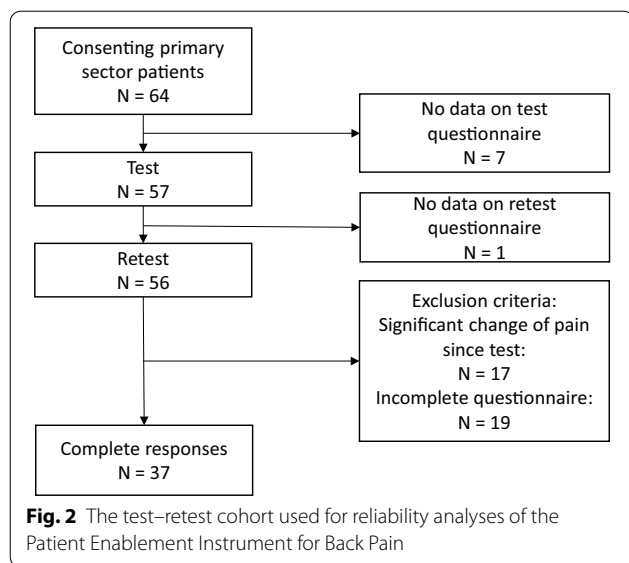 Consenting primary
sector patients
N = 64
No data on test
questionnaire
N = 7
Test
N = 57
No data on retest
questionnaire
N = 1
Retest
N = 56
Exclusion criteria:
Significant change of pain
since test:
N = 17
Incomplete questionnaire:
N = 19
Complete responses
N = 37
Fig. 2 The test–retest cohort used for reliability analyses of the
Patient Enablement Instrument for Back Pain